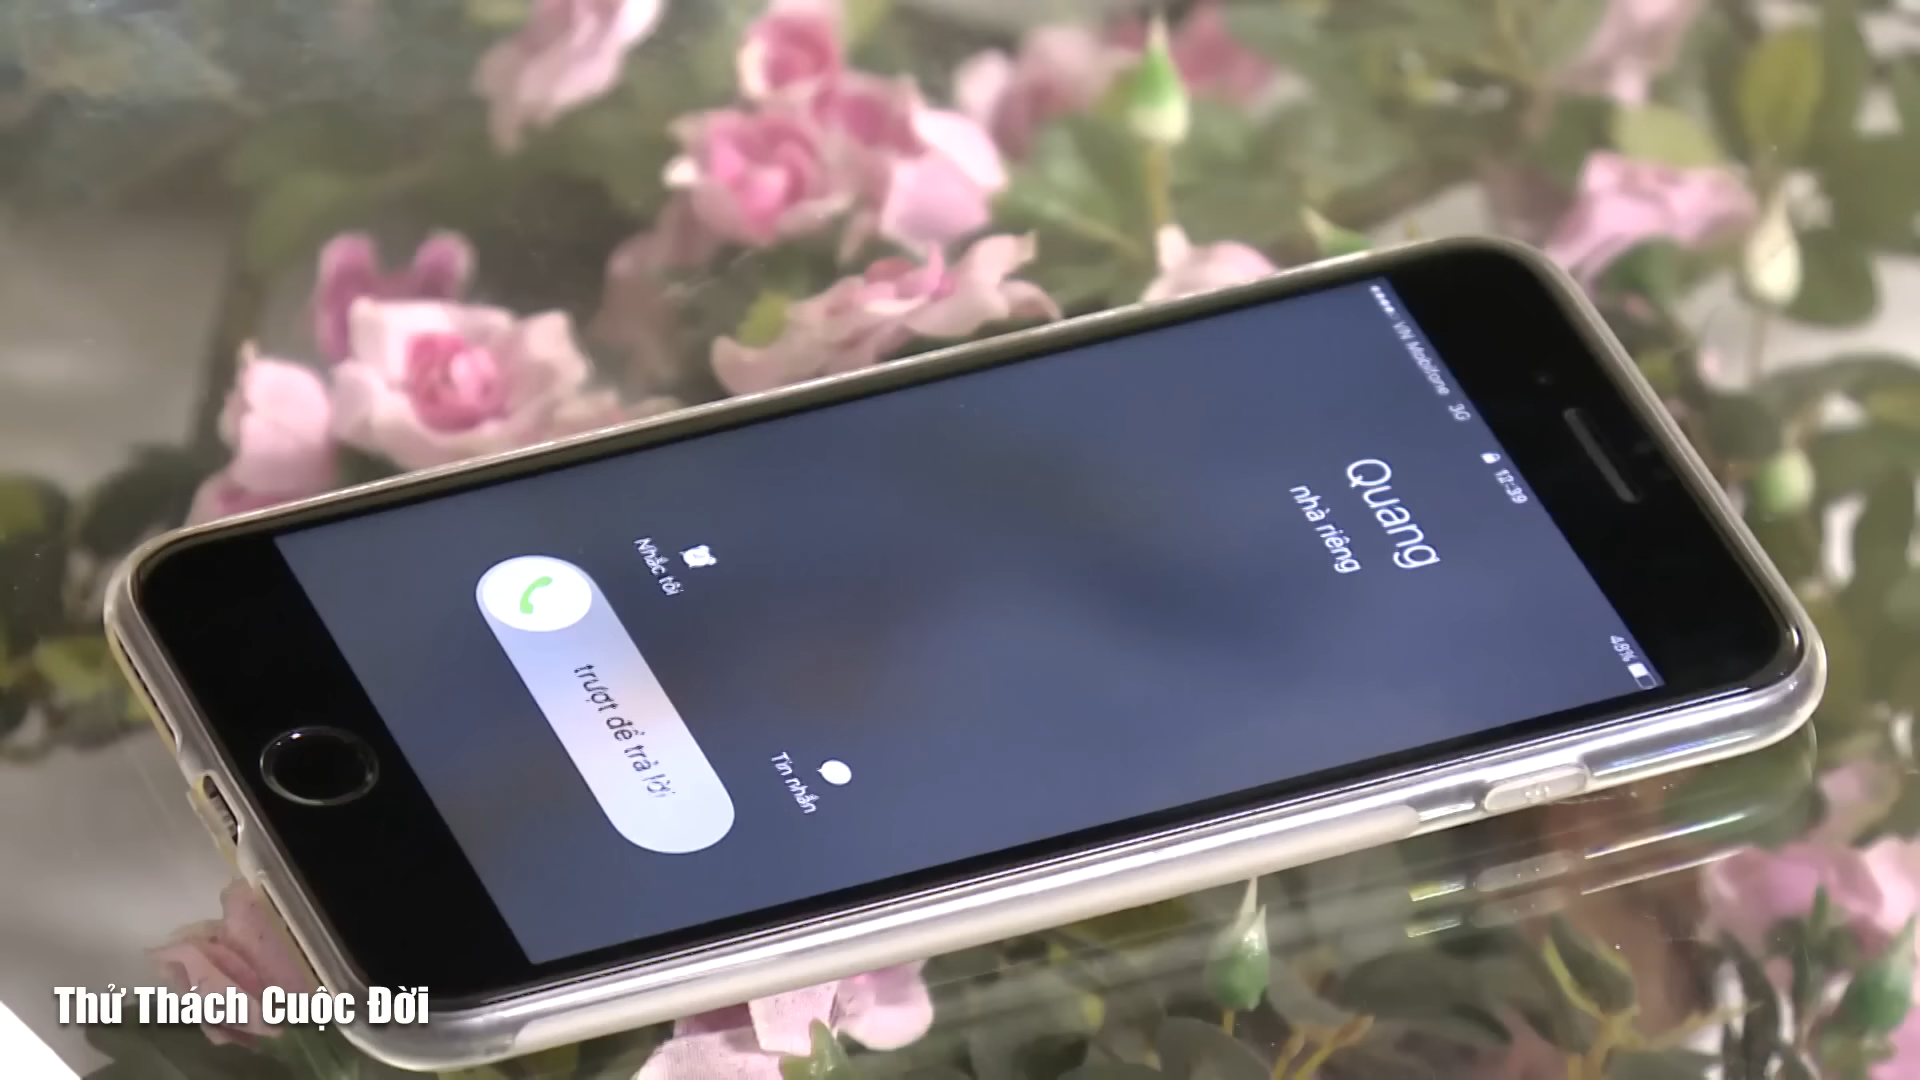 VN Mobifone 3G
12:39
48%
Quang
nhà riêng
Nhắc tôi
Tin nhắn
trượt để trả lời
Thử Thách Cuộc Đời